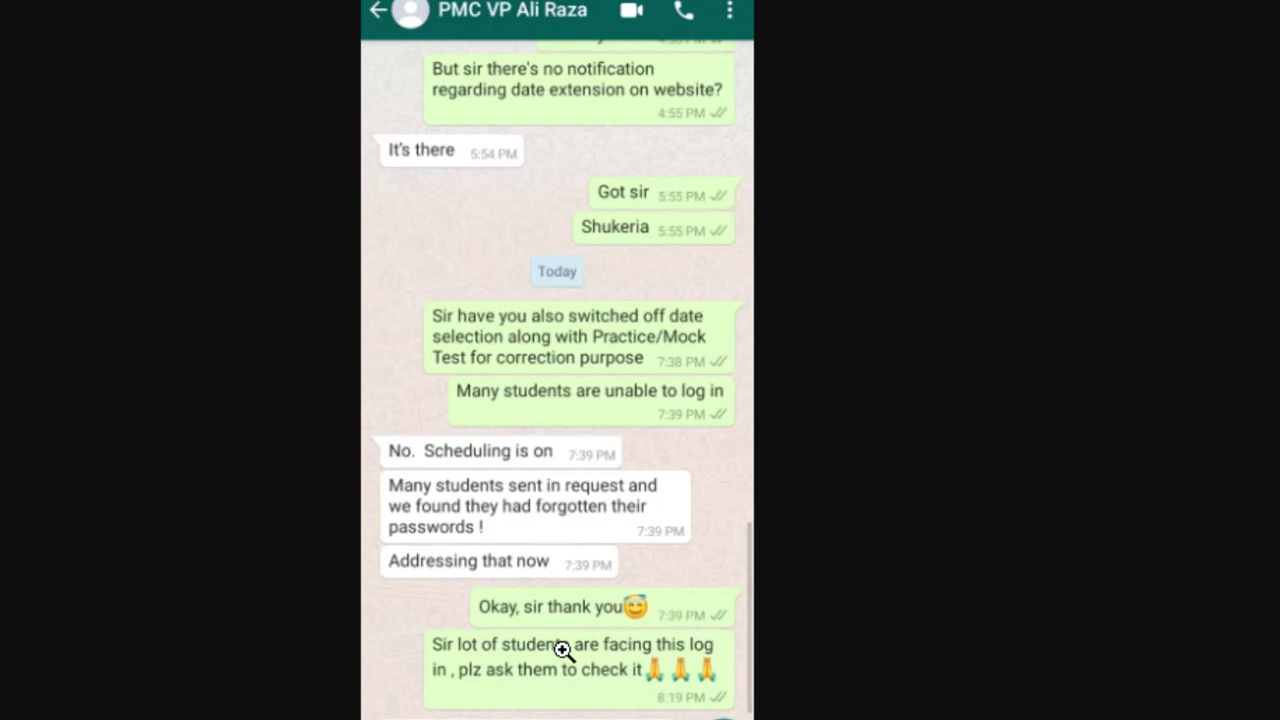 PMC VP Ali Raza
But sir there's no notification
regarding date extension on website?
4:55 PM
It's there 5:54 PM
Got sir 5:55 PM
Shukeria 5:55 PM
Today
Sir have you also switched off date
selection along with Practice/Mock
Test for correction purpose 7:38 PM
Many students are unable to log in
7:39 PM
No. Scheduling is on 7:39 PM
Many students sent in request and
we found they had forgotten their
passwords ! 7:39 PM
Addressing that now 7:39 PM
Okay, sir thank you😇 7:39 PM
Sir lot of students are facing this log
in , plz ask them to check it🙏🙏🙏
8:19 PM